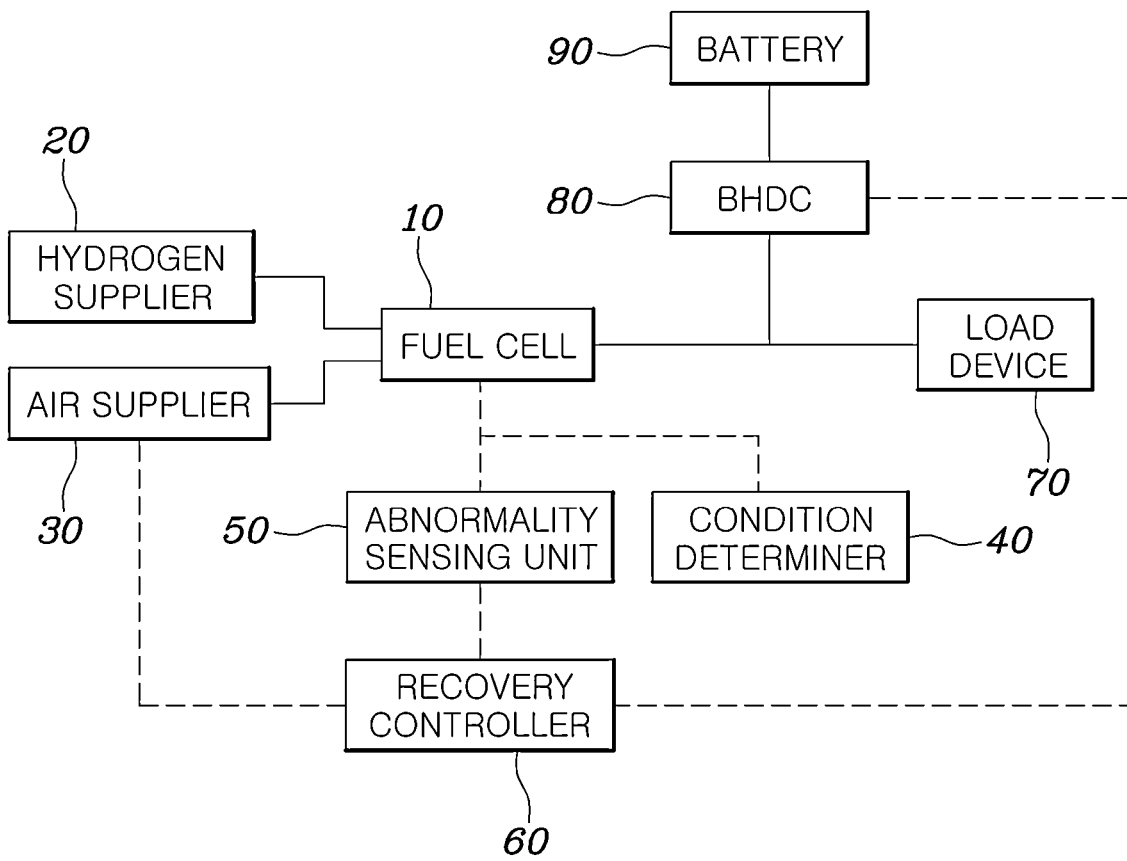 90
BATTERY
20
80
BHDC
10
HYDROGEN
SUPPLIER
FUEL CELL
LOAD
DEVICE
AIR SUPPLIER
70
30
50
ABNORMALITY
SENSING UNIT
CONDITION
DETERMINER
40
RECOVERY
CONTROLLER
60